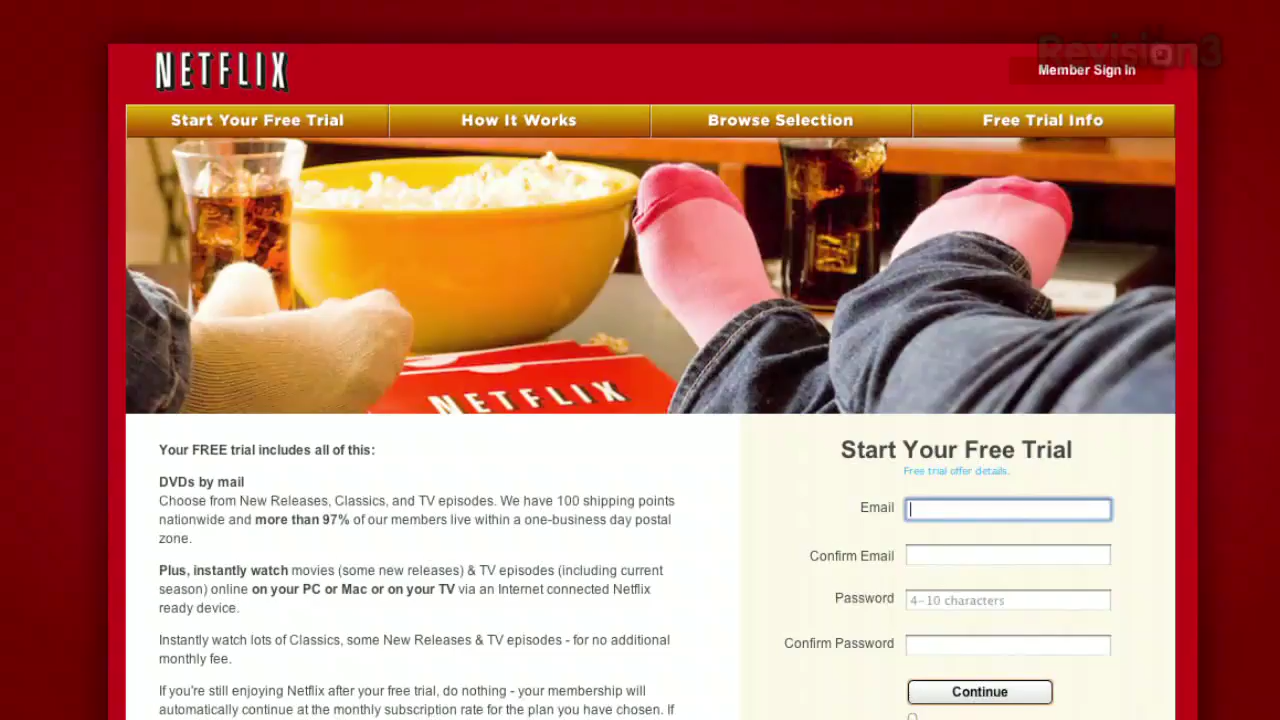 Revision3
NETFLIX
Member Sign In
Start Your Free Trial
How It Works
Browse Selection
Free Trial Info
NETFLIX
Your FREE trial includes all of this:
DVDs by mail
Choose from New Releases, Classics, and TV episodes. We have 100 shipping points
nationwide and more than 97% of our members live within a one-business day postal
zone.
Plus, instantly watch movies (some new releases) & TV episodes (including current
season) online on your PC or Mac or on your TV via an Internet connected Netflix
ready device.
Instantly watch lots of Classics, some New Releases & TV episodes - for no additional
monthly fee.
If you're still enjoying Netflix after your free trial, do nothing - your membership will
automatically continue at the monthly subscription rate for the plan you have chosen. If
Start Your Free Trial
Free trial offer details.
Email
Confirm Email
Password
4-10 characters
Confirm Password
Continue